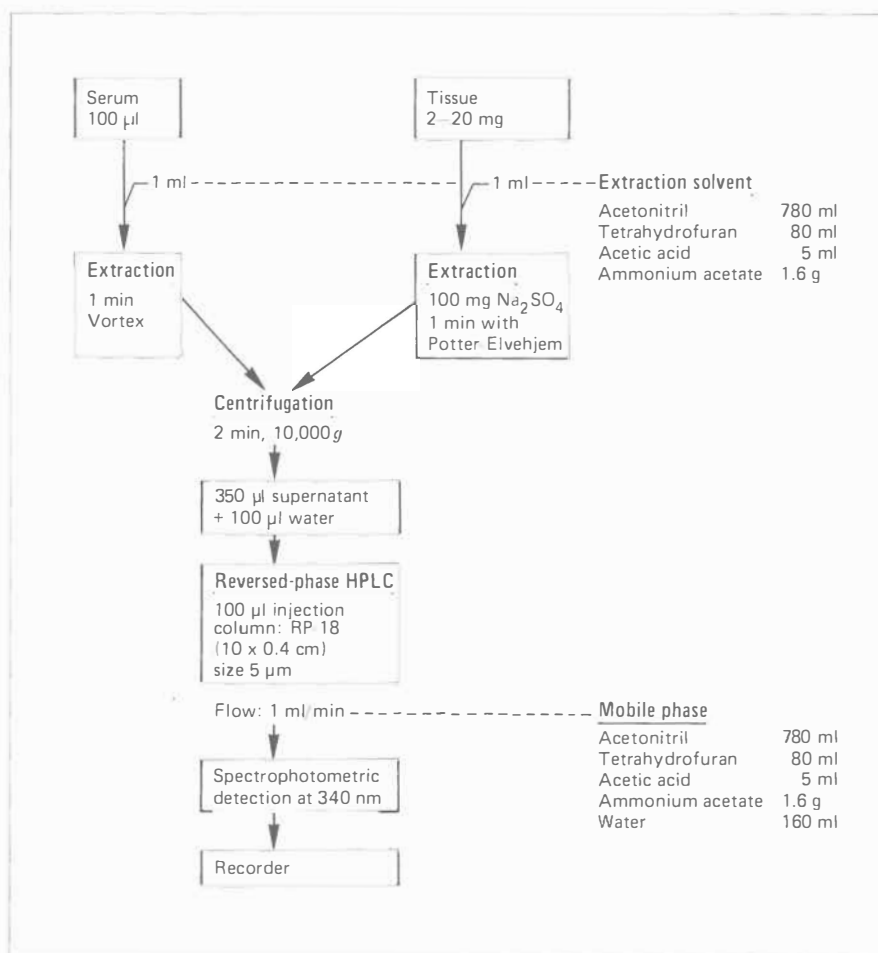 Serum
100 µl
Tissue
2–20 mg
1 ml
1 ml
Extraction solvent
Acetonitril 780 ml
Tetrahydrofuran 80 ml
Acetic acid 5 ml
Ammonium acetate 1.6 g
Extraction
1 min
Vortex
Extraction
100 mg Na₂SO₄
1 min with
Potter Elvehjem
Centrifugation
2 min, 10,000 g
350 µl supernatant
+ 100 µl water
Reversed-phase HPLC
100 µl injection
column: RP-18
(10 x 0.4 cm)
size 5 µm
Flow: 1 ml/min
Mobile phase
Acetonitril 780 ml
Tetrahydrofuran 80 ml
Acetic acid 5 ml
Ammonium acetate 1.6 g
Water 160 ml
Spectrophotometric
detection at 340 nm
Recorder